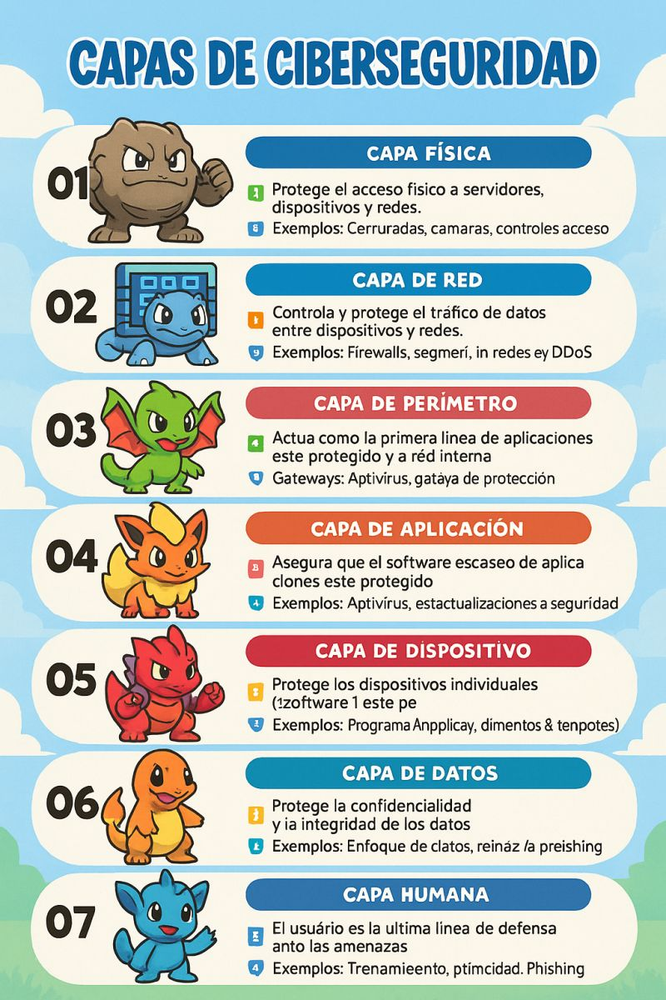 CAPAS DE CIBERSEGURIDAD
01
CAPA FÍSICA
Protege el acceso fisico a servidores,
dispositivos y redes.
Exemplos: Cerruradas, camaras, controles acceso
02
CAPA DE RED
Controla y protege el tráfico de datos
entre dispositivos y redes.
Exemplos: Firewalls, segmerí, in redes ey DDoS
03
CAPA DE PERÍMETRO
Actua como la primera linea de aplicaciones
este protegido y a réd interna
Gateways: Aptivírus, gataya de protección
04
CAPA DE APLICACIÓN
Asegura que el software escaseo de aplica
clones este protegido
Exemplos: Aptivírus, estactualizaciones a segurídad
05
CAPA DE DISPOSITIVO
Protege los dispositivos individuales
(1zoftware 1 este pe
Exemplos: Programa Anpplicay, dimentos & tenpotes)
06
CAPA DE DATOS
Protege la confidencialidad
y la integridad de los datos
Exemplos: Enfoque de clatos, reináz /a preishing
07
CAPA HUMANA
El usuário es la ultima línea de defensa
anto las amenazas
Exemplos: Trenamieento, ptímcidad. Phishing